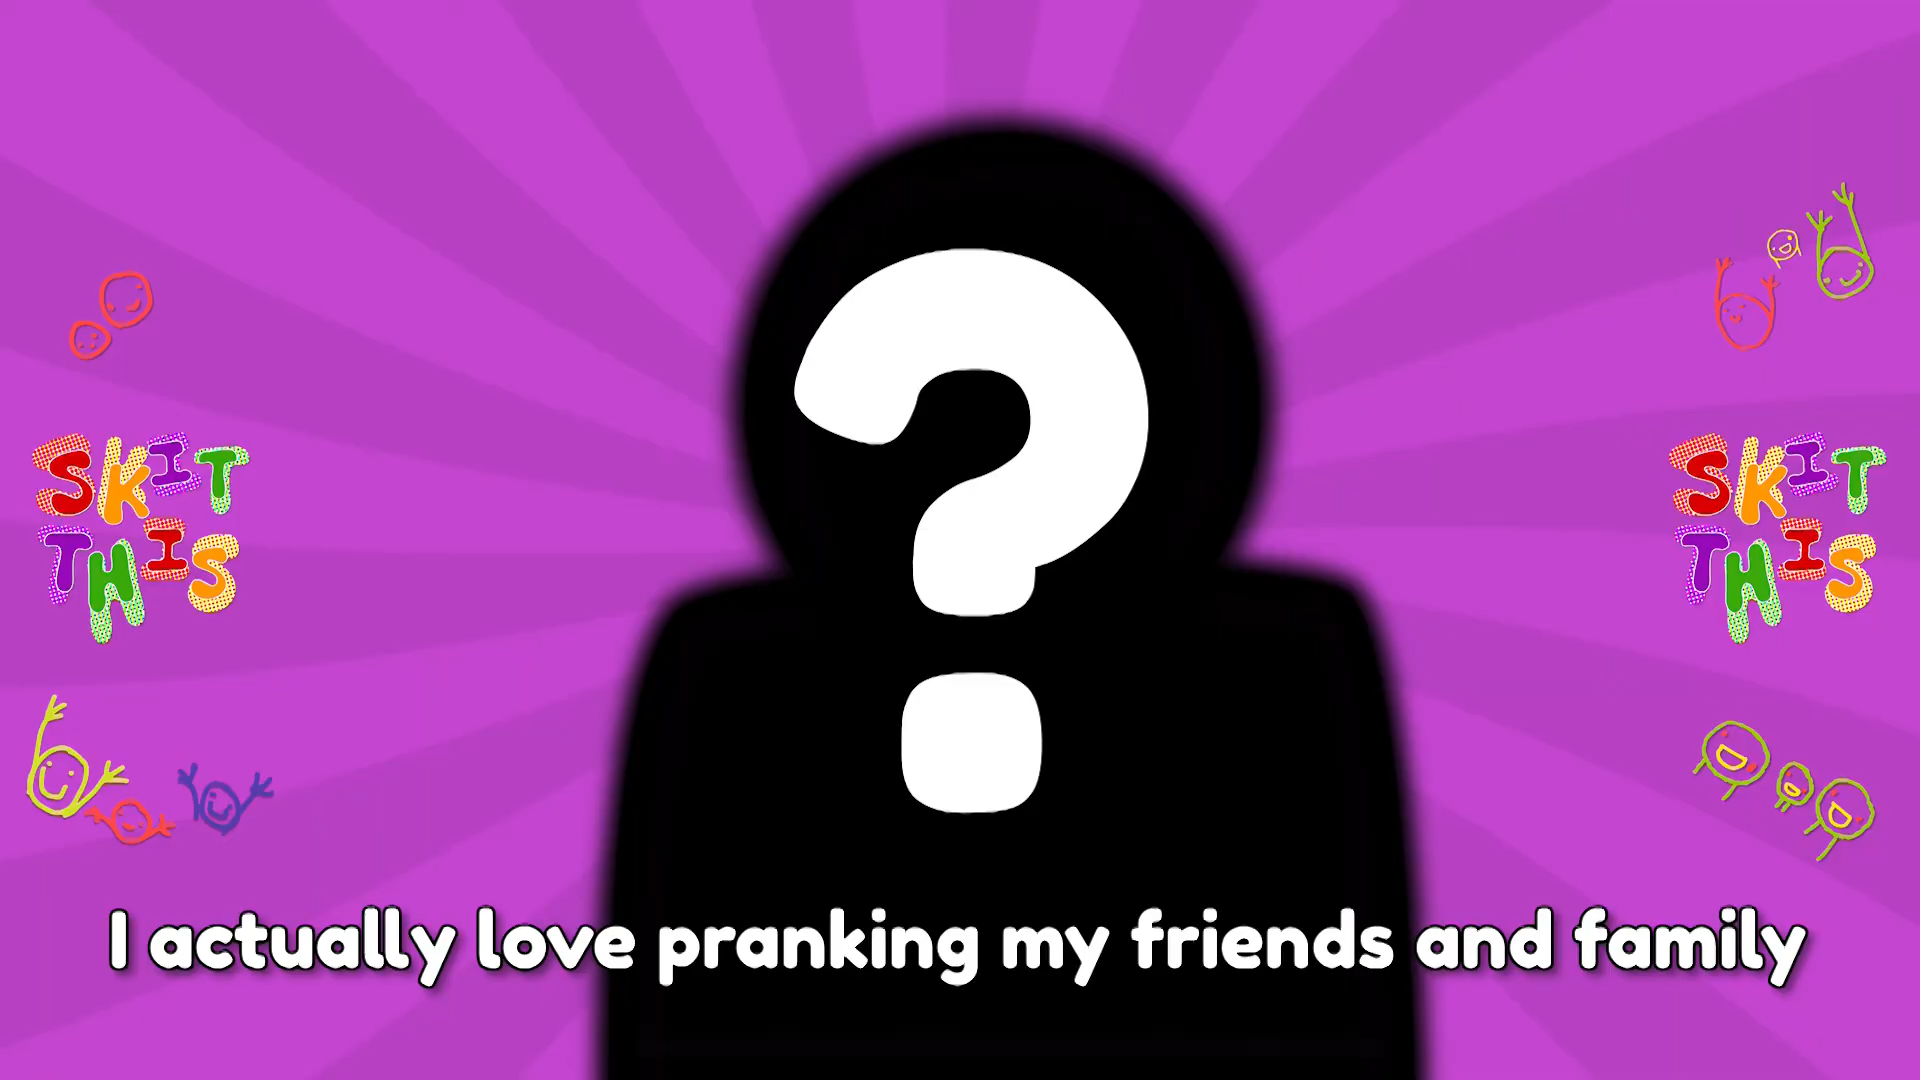 ?
SKIT
THIS
SKIT
THIS
I actually love pranking my friends and family